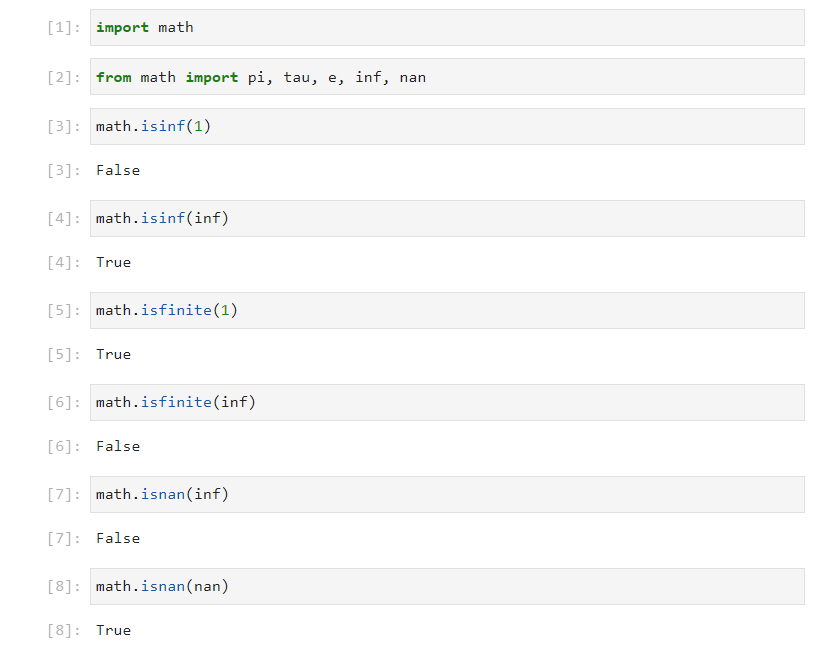 [1]: import math
[2]: from math import pi, tau, e, inf, nan
[3]: math.isinf(1)
[3]: False
[4]: math.isinf(inf)
[4]: True
[5]: math.isfinite(1)
[5]: True
[6]: math.isfinite(inf)
[6]: False
[7]: math.isnan(inf)
[7]: False
[8]: math.isnan(nan)
[8]: True